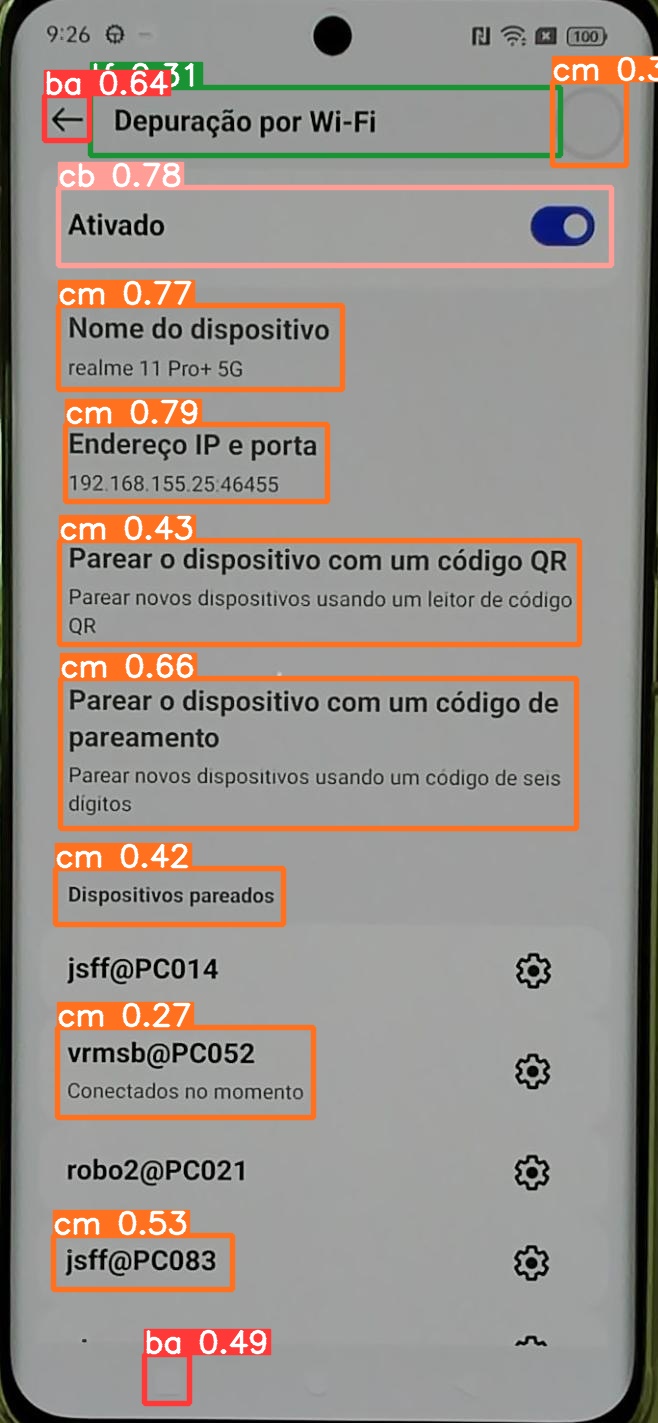 9:26
100
ba 0.64
cm 0.3
Depuração por Wi-Fi
cb 0.78
Ativado
cm 0.77
Nome do dispositivo
realme 11 Pro+ 5G
cm 0.79
Endereço IP e porta
192.168.155.25:46455
cm 0.43
Parear o dispositivo com um código QR
Parear novos dispositivos usando um leitor de código
QR
cm 0.66
Parear o dispositivo com um código de
pareamento
Parear novos dispositivos usando um código de seis
dígitos
cm 0.42
Dispositivos pareados
jsff@PC014
cm 0.27
vrmsb@PC052
Conectados no momento
robo2@PC021
cm 0.53
jsff@PC083
ba 0.49